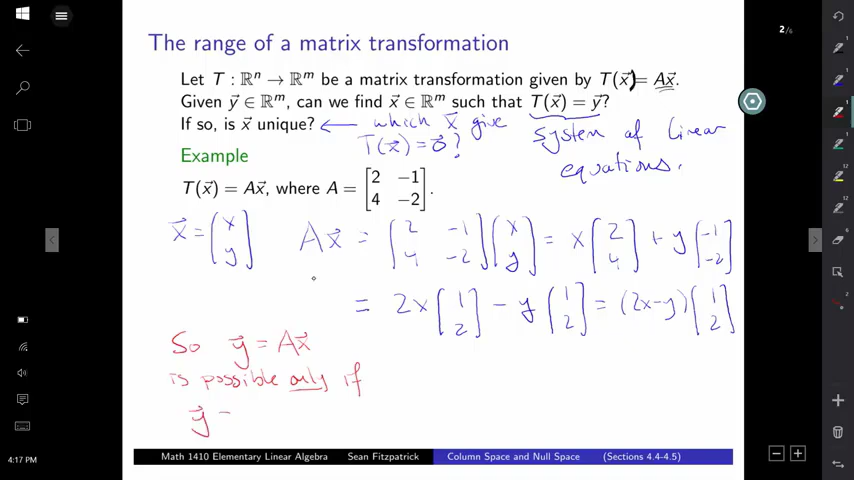 2/6
The range of a matrix transformation
Let T : ℝⁿ → ℝᵐ be a matrix transformation given by T(x⃗) = Ax⃗.
Given y⃗ ∈ ℝᵐ, can we find x⃗ ∈ ℝᵐ such that T(x⃗) = y⃗?
If so, is x⃗ unique? ← which x⃗ give
T(x⃗) = 0⃗?
system of linear
equations.
Example
T(x⃗) = Ax⃗, where A = [2 −1; 4 −2].
x⃗ = [x; y] Ax⃗ = [2 −1; 4 −2][x; y] = x[2; 4] + y[−1; −2]
= 2x[1; 2] − y[1; 2] = (2x−y)[1; 2]
So y⃗ = Ax⃗
is possible only if
y⃗ =
4:17 PM
Math 1410 Elementary Linear Algebra Sean Fitzpatrick Column Space and Null Space (Sections 4.4-4.5)